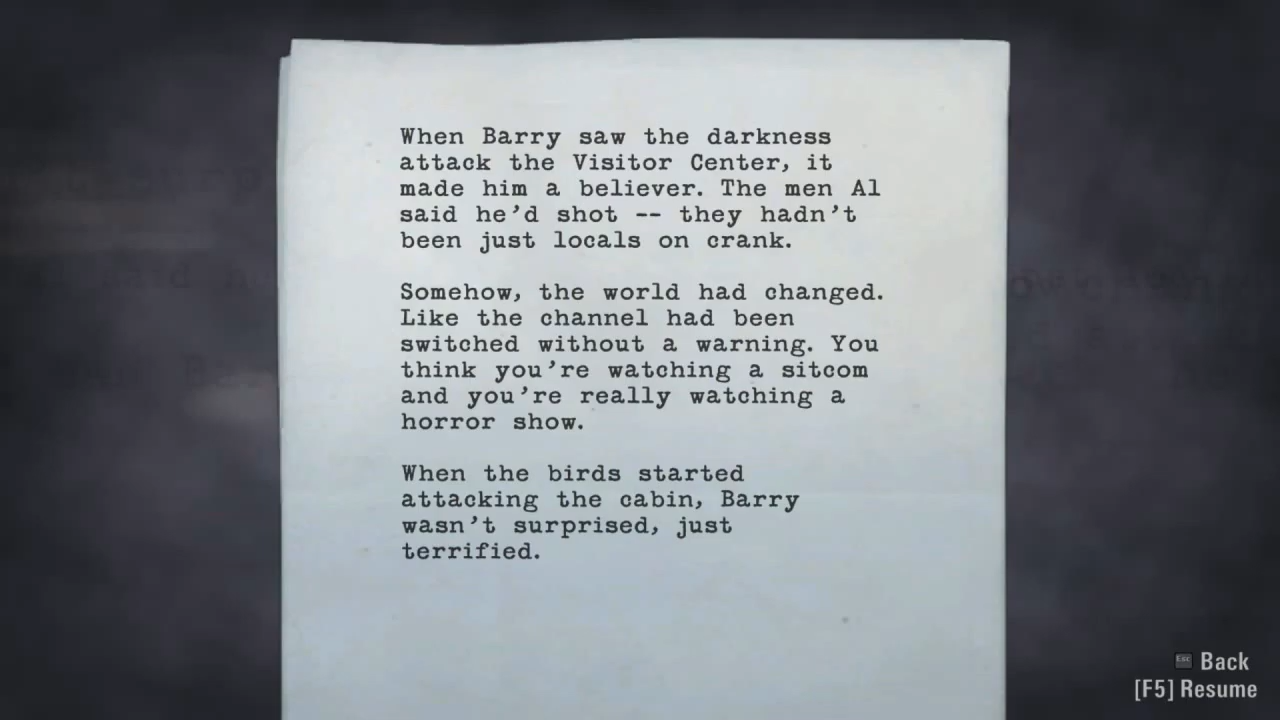 When Barry saw the darkness
attack the Visitor Center, it
made him a believer. The men Al
said he'd shot -- they hadn't
been just locals on crank.
Somehow, the world had changed.
Like the channel had been
switched without a warning. You
think you're watching a sitcom
and you're really watching a
horror show.
When the birds started
attacking the cabin, Barry
wasn't surprised, just
terrified.
Esc Back
[F5] Resume